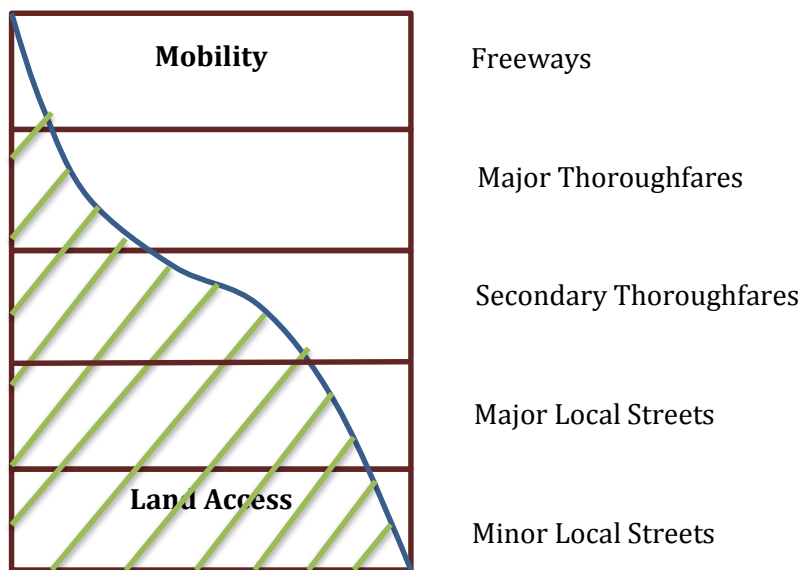 Mobility
Freeways
Major Thoroughfares
Secondary Thoroughfares
Major Local Streets
Land Access
Minor Local Streets